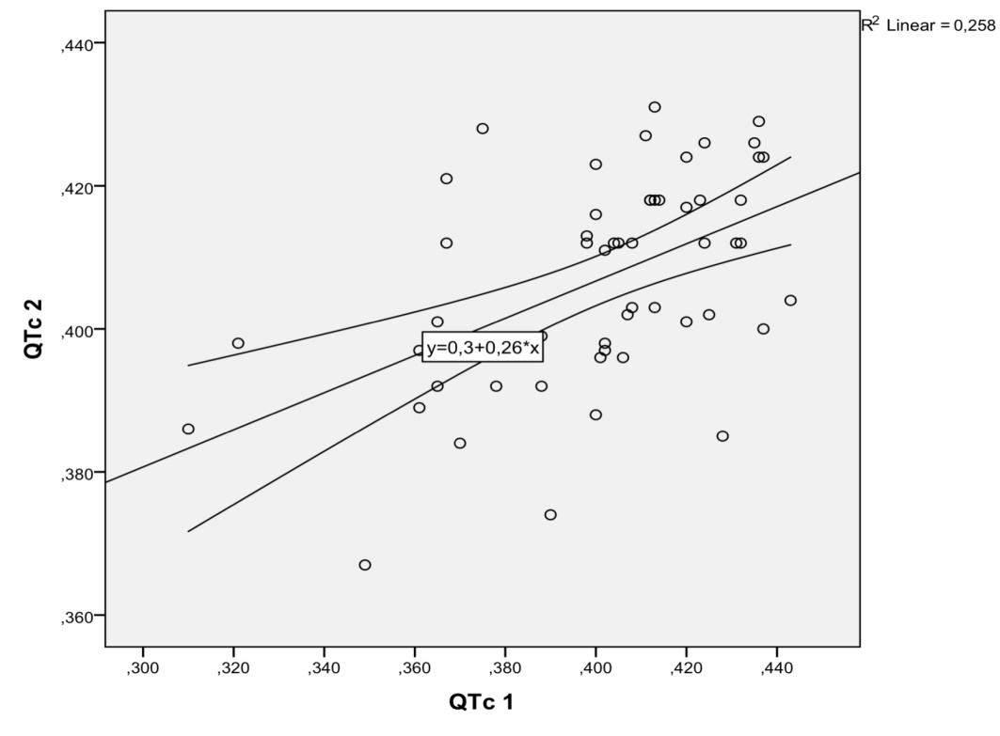 R² Linear = 0,258
,440
,420
,400
,380
,360
QTc 2
y=0,3+0,26*x
,300 ,320 ,340 ,360 ,380 ,400 ,420 ,440
QTc 1